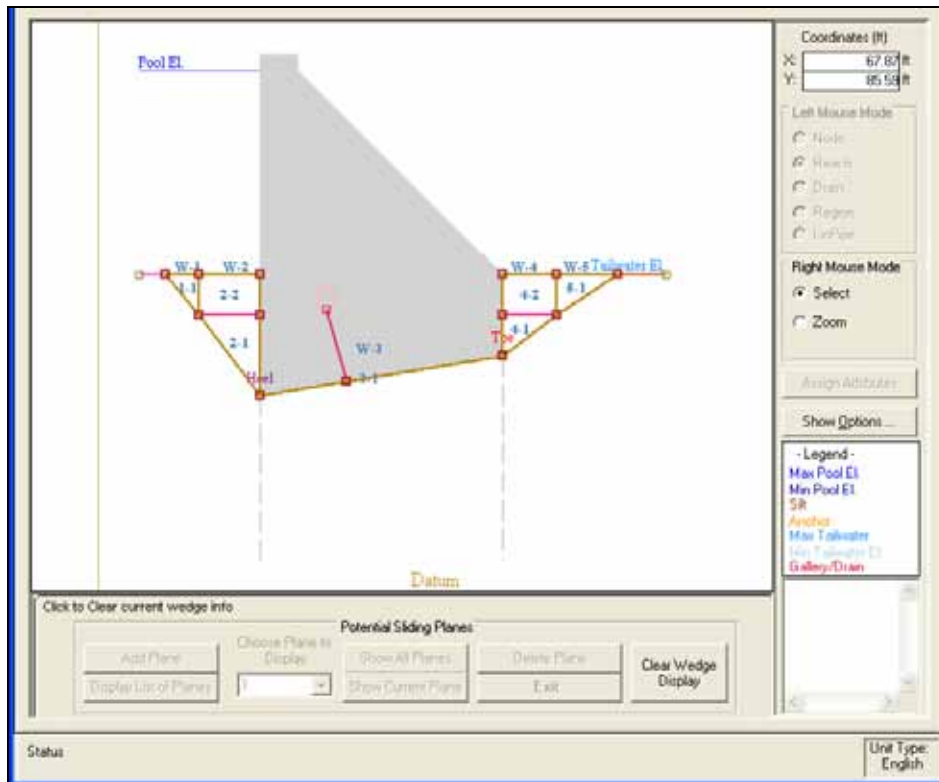 Pool El.
W-1 W-2
1-1
2-2
2-1
Heel
W-3
3-1
W-4 W-5 Tailwater El.
4-2
5-1
4-1
Toe
Datum
Coordinates (ft)
X: 67.87 ft
Y: 85.59 ft
Left Mouse Mode
Node
Reach
Drain
Region
LinPipe
Right Mouse Mode
Select
Zoom
Assign Attributes
Show Options ...
- Legend -
Max Pool El.
Min Pool El.
Silt
Anchor
Max Tailwater
Min Tailwater El.
Gallery/Drain
Click to Clear current wedge info
Potential Sliding Planes
Add Plane
Choose Plane to
Display
Show All Planes
Delete Plane
Clear Wedge
Display
Display List of Planes
1
Show Current Plane
Exit
Status
Unit Type:
English